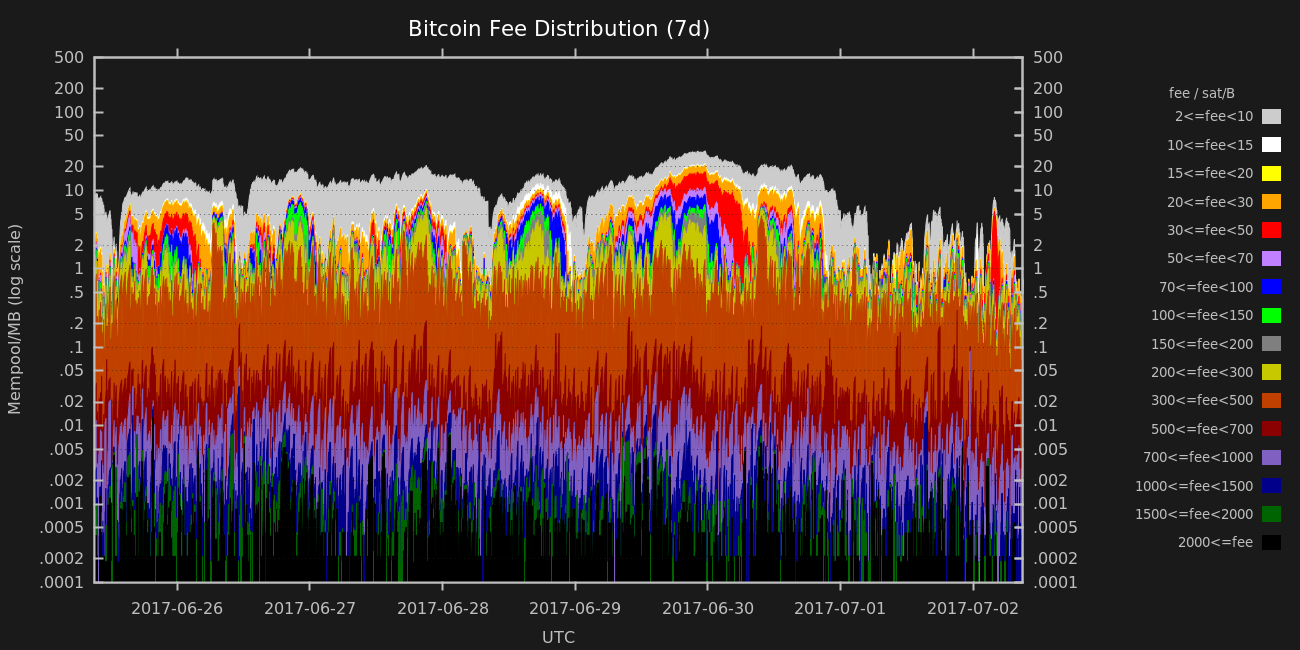 Bitcoin Fee Distribution (7d)
500
200
100
50
20
10
5
2
1
.5
.2
.1
.05
.02
.01
.005
.002
.001
.0005
.0002
.0001
Mempool/MB (log scale)
500
200
100
50
20
10
5
2
1
.5
.2
.1
.05
.02
.01
.005
.002
.001
.0005
.0002
.0001
2017-06-26 2017-06-27 2017-06-28 2017-06-29 2017-06-30 2017-07-01 2017-07-02
UTC
fee / sat/B
2<=fee<10
10<=fee<15
15<=fee<20
20<=fee<30
30<=fee<50
50<=fee<70
70<=fee<100
100<=fee<150
150<=fee<200
200<=fee<300
300<=fee<500
500<=fee<700
700<=fee<1000
1000<=fee<1500
1500<=fee<2000
2000<=fee